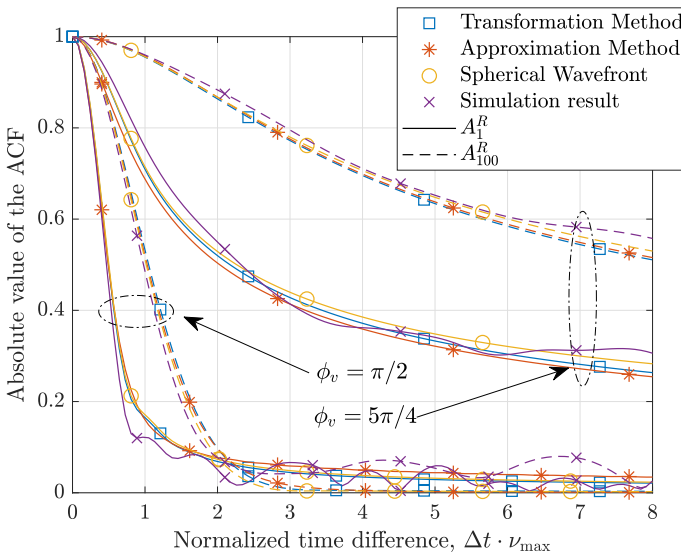 Transformation Method
Approximation Method
Spherical Wavefront
Simulation result
A_1^R
A_100^R
Absolute value of the ACF
1
0.8
0.6
0.4
0.2
0
ϕ_v = π/2
ϕ_v = 5π/4
0 1 2 3 4 5 6 7 8
Normalized time difference, Δt · ν_max